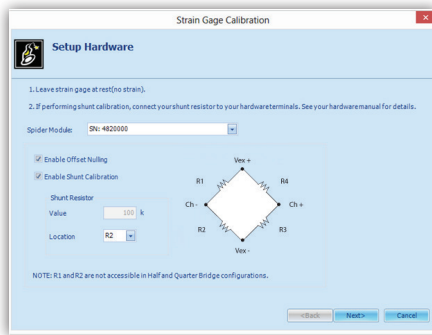 Strain Gage Calibration
Setup Hardware
1. Leave strain gage at rest(no strain).
2. If performing shunt calibration, connect your shunt resistor to your hardware terminals. See your hardware manual for details.
Spider Module: SN: 4820000
Enable Offset Nulling
Enable Shunt Calibration
Shunt Resistor
Value 100 k
Location R2
Vex +
R1 R4
Ch - Ch +
R2 R3
Vex -
NOTE: R1 and R2 are not accessible in Half and Quarter Bridge configurations.
<Back Next> Cancel